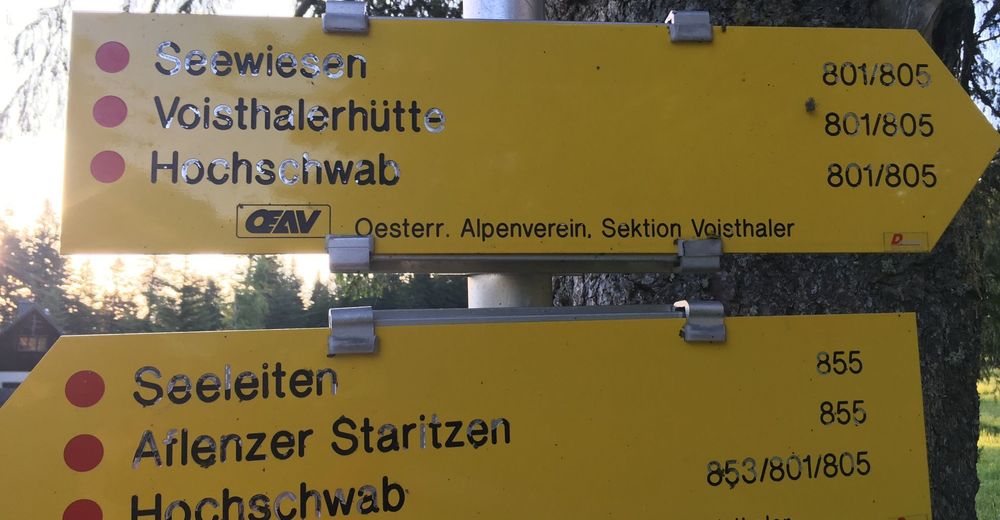 Seewiesen 801/805
Voisthalerhütte 801/805
Hochschwab 801/805
OEAV Oesterr. Alpenverein, Sektion Voisthaler
Seeleiten 855
Aflenzer Staritzen 855
Hochschwab 853/801/805